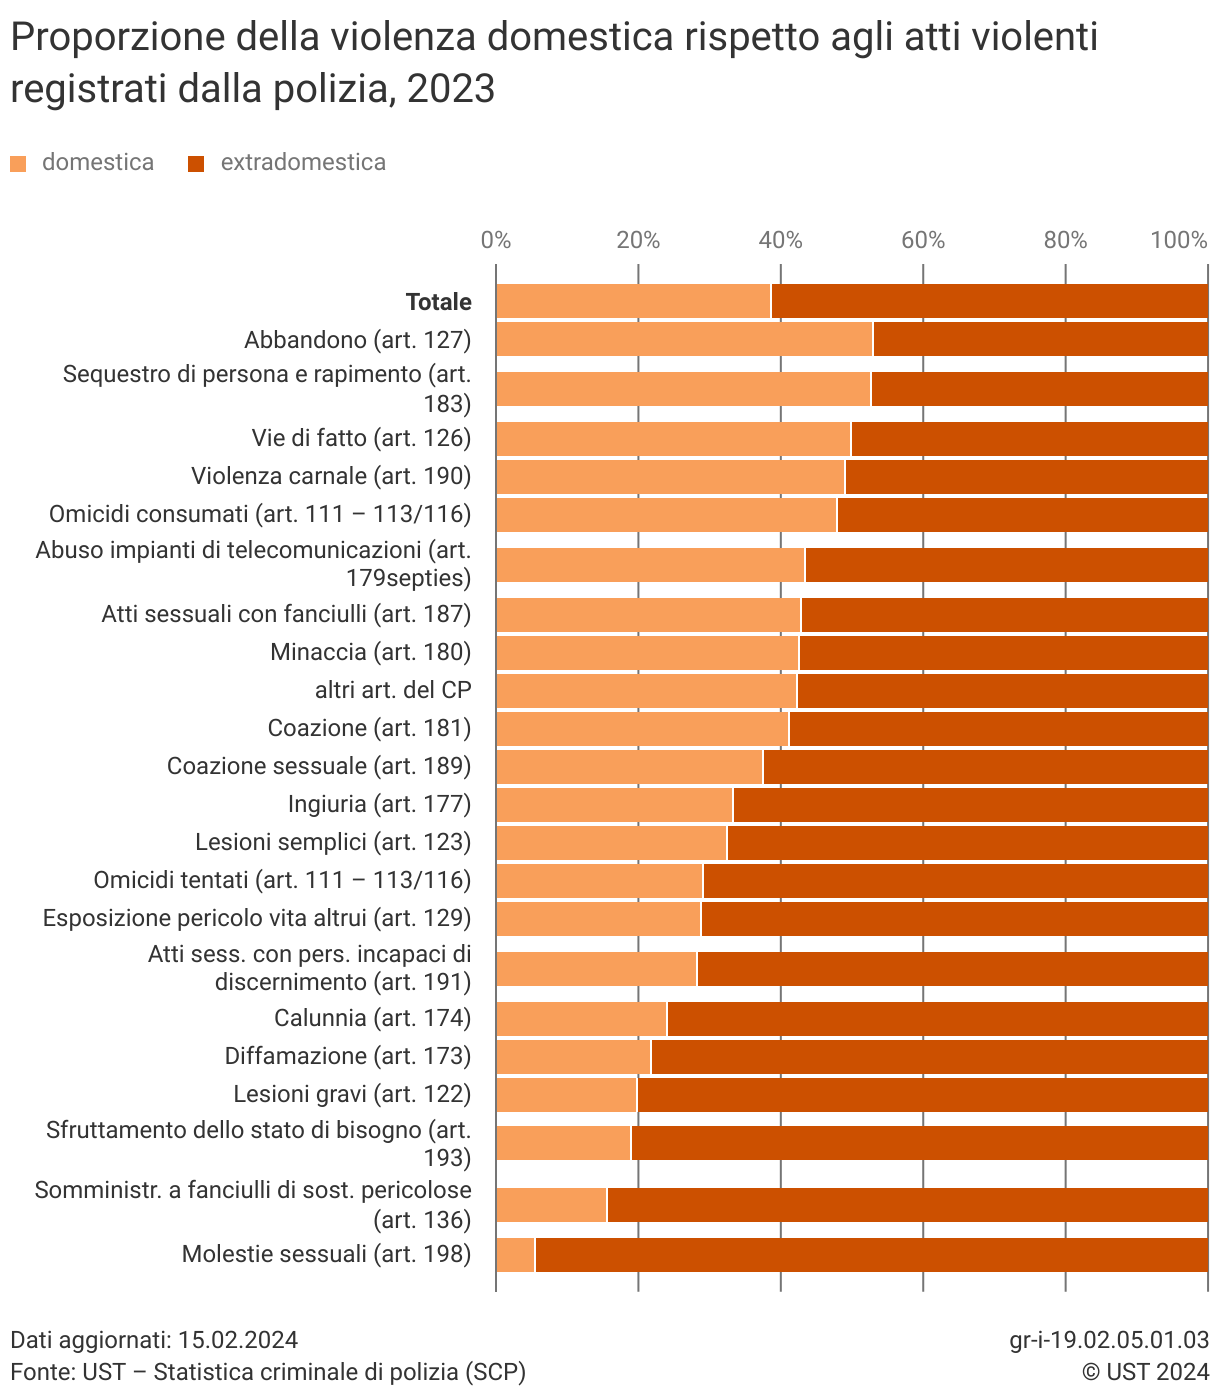 Proporzione della violenza domestica rispetto agli atti violenti
registrati dalla polizia, 2023
domestica
extradomestica
0% 20% 40% 60% 80% 100%
Totale
Abbandono (art. 127)
Sequestro di persona e rapimento (art.
183)
Vie di fatto (art. 126)
Violenza carnale (art. 190)
Omicidi consumati (art. 111 – 113/116)
Abuso impianti di telecomunicazioni (art.
179septies)
Atti sessuali con fanciulli (art. 187)
Minaccia (art. 180)
altri art. del CP
Coazione (art. 181)
Coazione sessuale (art. 189)
Ingiuria (art. 177)
Lesioni semplici (art. 123)
Omicidi tentati (art. 111 – 113/116)
Esposizione pericolo vita altrui (art. 129)
Atti sess. con pers. incapaci di
discernimento (art. 191)
Calunnia (art. 174)
Diffamazione (art. 173)
Lesioni gravi (art. 122)
Sfruttamento dello stato di bisogno (art.
193)
Somministr. a fanciulli di sost. pericolose
(art. 136)
Molestie sessuali (art. 198)
Dati aggiornati: 15.02.2024
gr-i-19.02.05.01.03
Fonte: UST – Statistica criminale di polizia (SCP)
© UST 2024